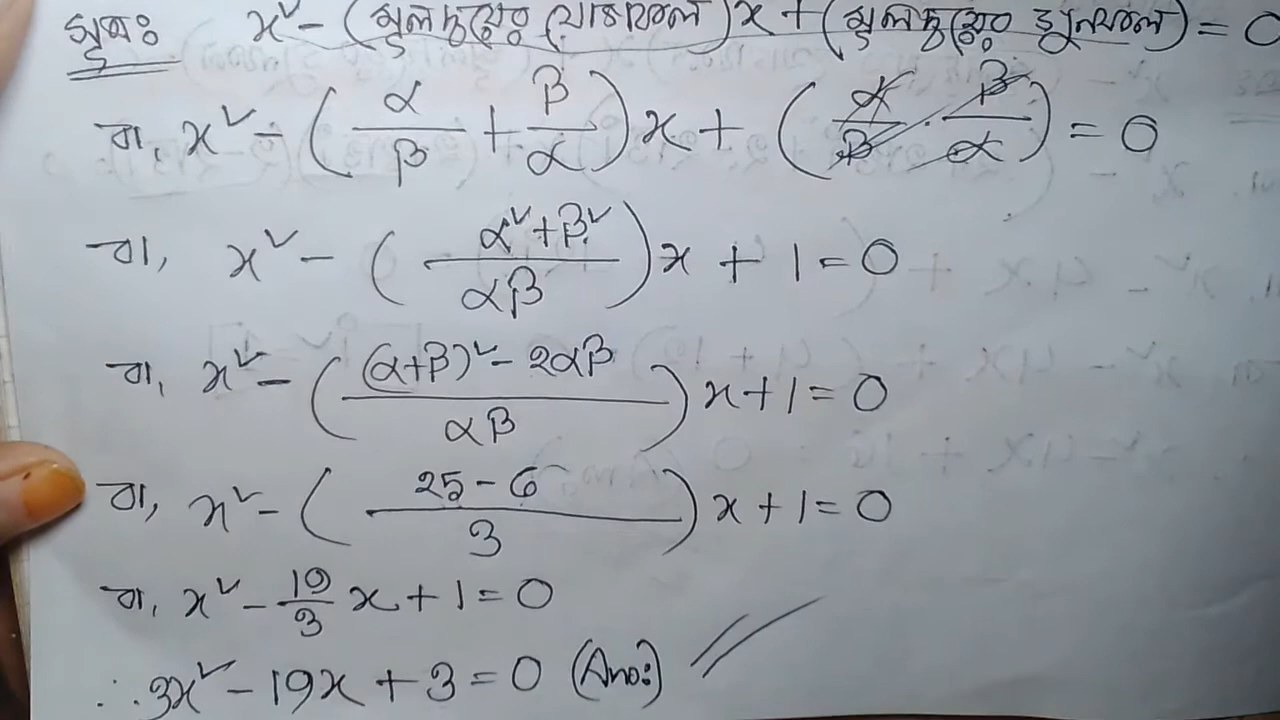 সূত্রঃ x² - (মূলদ্বয়ের যোগফল)x + (মূলদ্বয়ের গুনফল) = 0
বা, x² - (α/β + β/α)x + (α/β · β/α) = 0
বা, x² - ((α²+β²)/αβ)x + 1 = 0
বা, x² - (((α+β)² - 2αβ)/αβ)x + 1 = 0
বা, x² - ((25 - 6)/3)x + 1 = 0
বা, x² - 19/3 x + 1 = 0
∴ 3x² - 19x + 3 = 0 (Ans:)